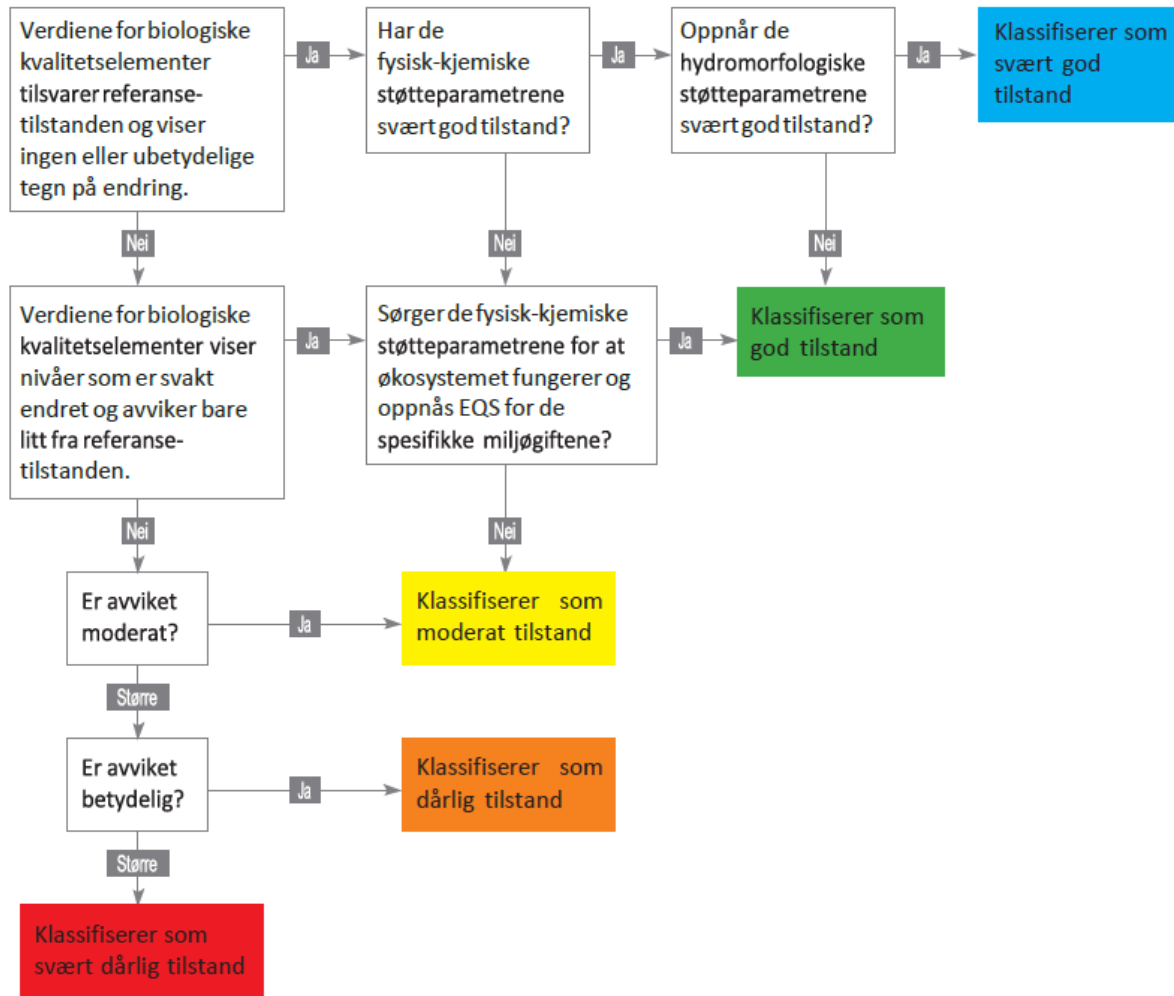 Verdiene for biologiske
kvalitetselementer
tilsvarer referanse-
tilstanden og viser
ingen eller ubetydelige
tegn på endring.
Ja
Har de
fysisk-kjemiske
støtteparametrene
svært god tilstand?
Ja
Oppnår de
hydromorfologiske
støtteparametrene
svært god tilstand?
Ja
Klassifiserer som
svært god
tilstand
Nei
Nei
Nei
Verdiene for biologiske
kvalitetselementer viser
nivåer som er svakt
endret og avviker bare
litt fra referanse-
tilstanden.
Ja
Sørger de fysisk-kjemiske
støtteparametrene for at
økosystemet fungerer og
oppnås EQS for de
spesifikke miljøgiftene?
Ja
Klassifiserer som
god tilstand
Nei
Nei
Er avviket
moderat?
Ja
Klassifiserer som
moderat tilstand
Større
Er avviket
betydelig?
Ja
Klassifiserer som
dårlig tilstand
Større
Klassifiserer som
svært dårlig tilstand